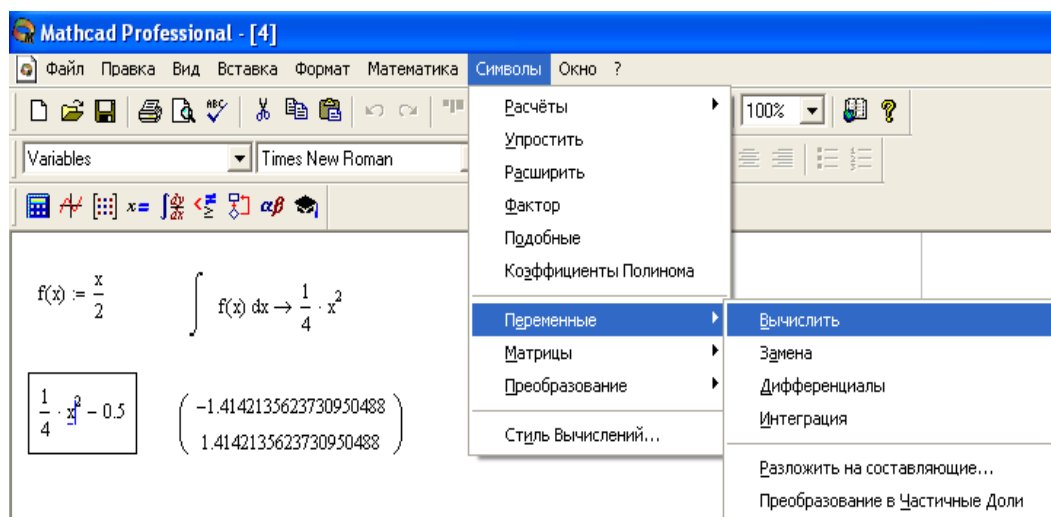 Mathcad Professional - [4]
Файл Правка Вид Вставка Формат Математика Символы Окно ?
Расчёты
100%
Упростить
Variables
Times New Roman
Расширить
Фактор
Подобные
Коэффициенты Полинома
f(x) := x/2
∫ f(x) dx → 1/4 · x²
Переменные
Вычислить
Матрицы
Замена
Преобразование
Дифференциалы
Интеграция
1/4 · x² − 0.5
−1.4142135623730950488
1.4142135623730950488
Стиль Вычислений...
Разложить на составляющие...
Преобразование в Частичные Доли